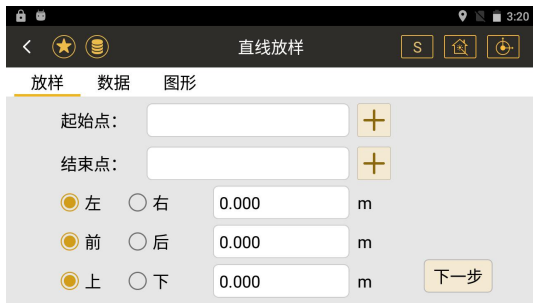 3:20
直线放样
S
放样 数据 图形
起始点：
结束点：
左 右 0.000 m
前 后 0.000 m
上 下 0.000 m
下一步